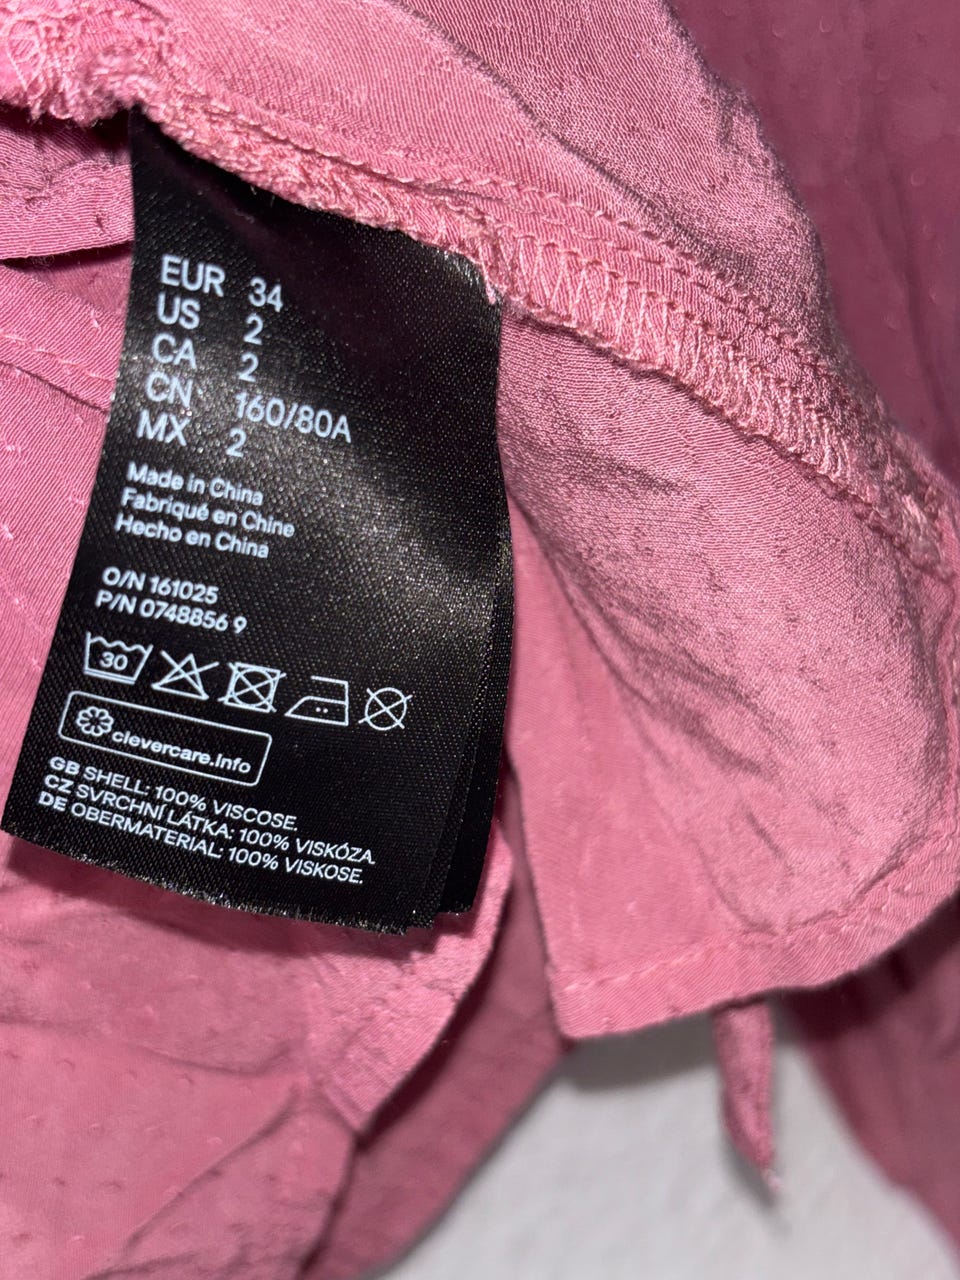 EUR 34
US 2
CA 2
CN 160/80A
MX 2
Made in China
Fabriqué en Chine
Hecho en China
O/N 161025
P/N 0748856 9
30
clevercare.info
GB SHELL: 100% VISCOSE.
CZ SVRCHNÍ LÁTKA: 100% VISKÓZA.
DE OBERMATERIAL: 100% VISKOSE.